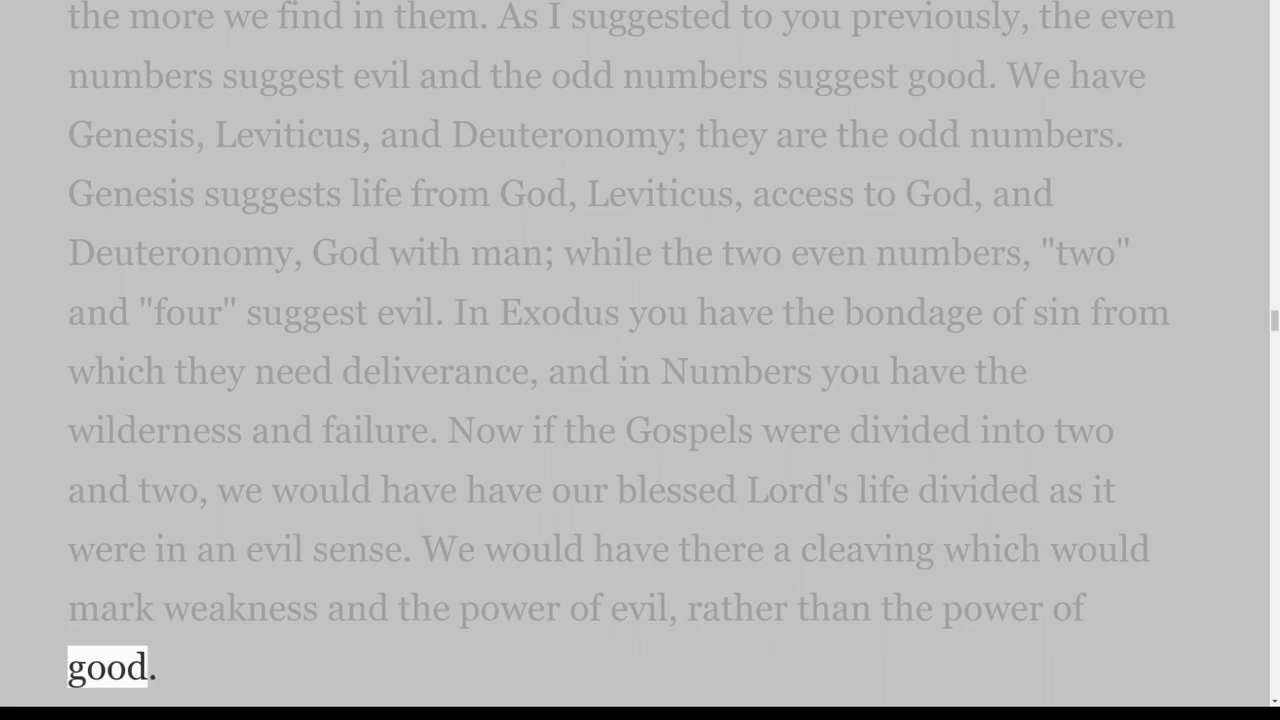 the more we find in them. As I suggested to you previously, the even
numbers suggest evil and the odd numbers suggest good. We have
Genesis, Leviticus, and Deuteronomy; they are the odd numbers.
Genesis suggests life from God, Leviticus, access to God, and
Deuteronomy, God with man; while the two even numbers, "two"
and "four" suggest evil. In Exodus you have the bondage of sin from
which they need deliverance, and in Numbers you have the
wilderness and failure. Now if the Gospels were divided into two
and two, we would have have our blessed Lord's life divided as it
were in an evil sense. We would have there a cleaving which would
mark weakness and the power of evil, rather than the power of
good.